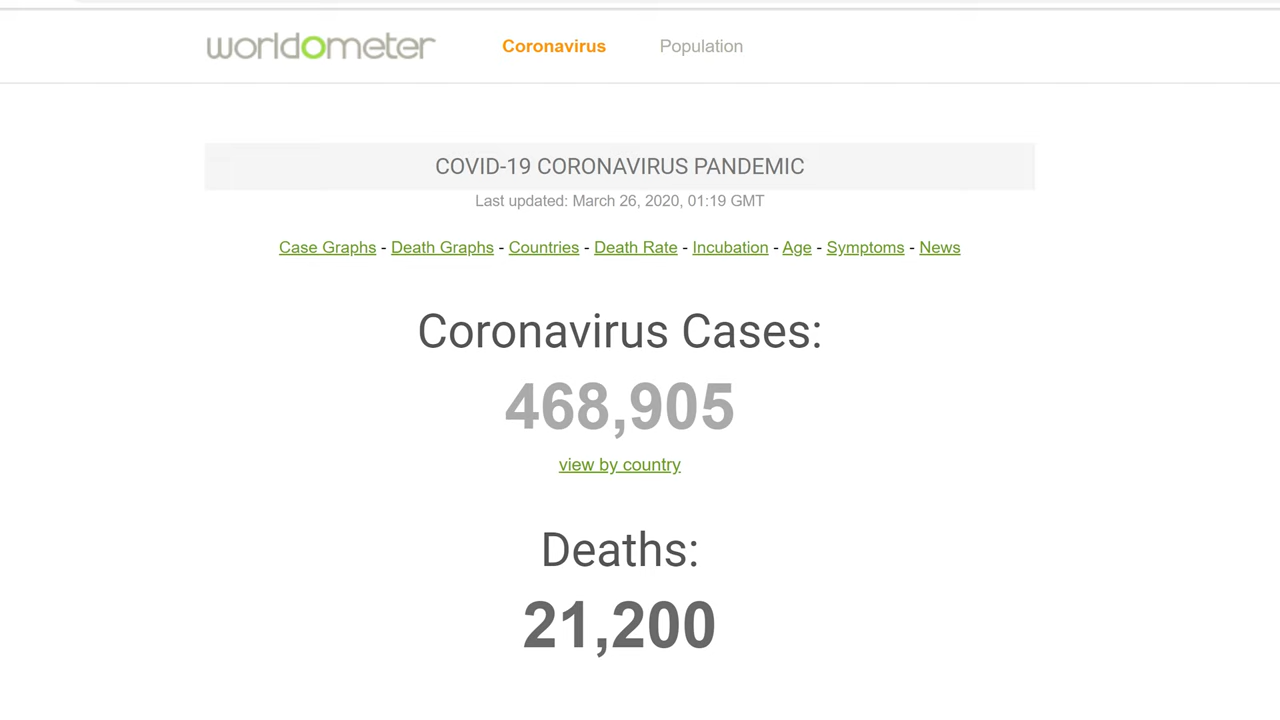 worldometer Coronavirus Population
COVID-19 CORONAVIRUS PANDEMIC
Last updated: March 26, 2020, 01:19 GMT
Case Graphs - Death Graphs - Countries - Death Rate - Incubation - Age - Symptoms - News
Coronavirus Cases:
468,905
view by country
Deaths:
21,200